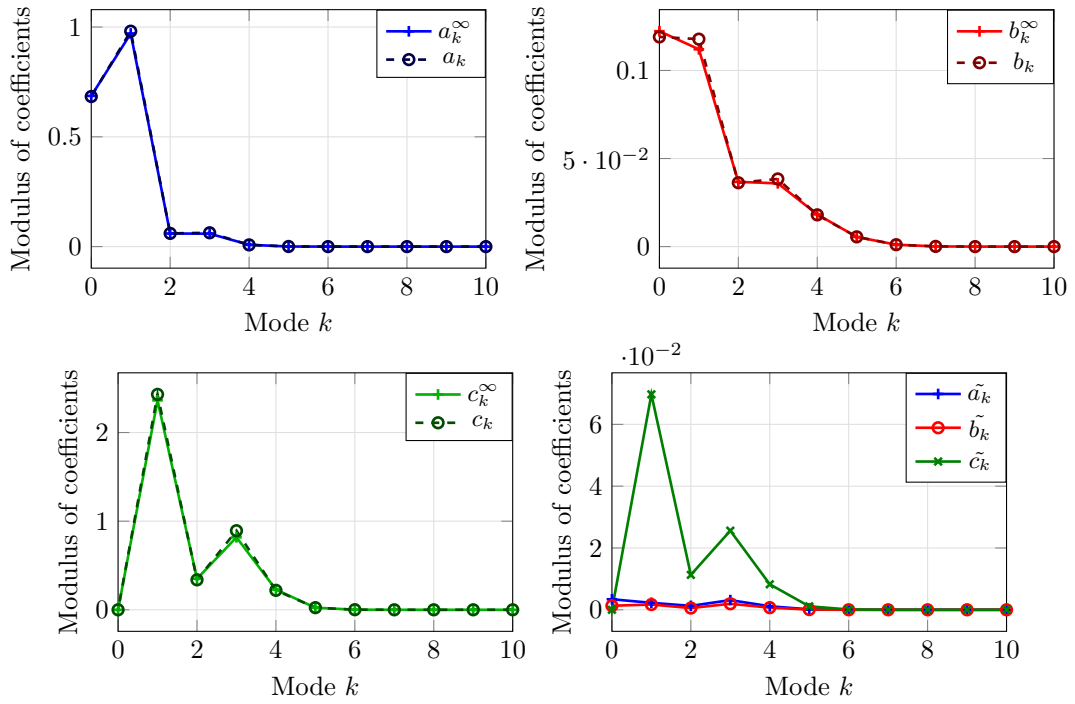 Modulus of coefficients
1
0.5
0
0 2 4 6 8 10
Mode k
a_k^∞
a_k
Modulus of coefficients
0.1
5 · 10^−2
0
0 2 4 6 8 10
Mode k
b_k^∞
b_k
Modulus of coefficients
2
1
0
0 2 4 6 8 10
Mode k
c_k^∞
c_k
·10^−2
Modulus of coefficients
6
4
2
0
0 2 4 6 8 10
Mode k
ã_k
b̃_k
c̃_k